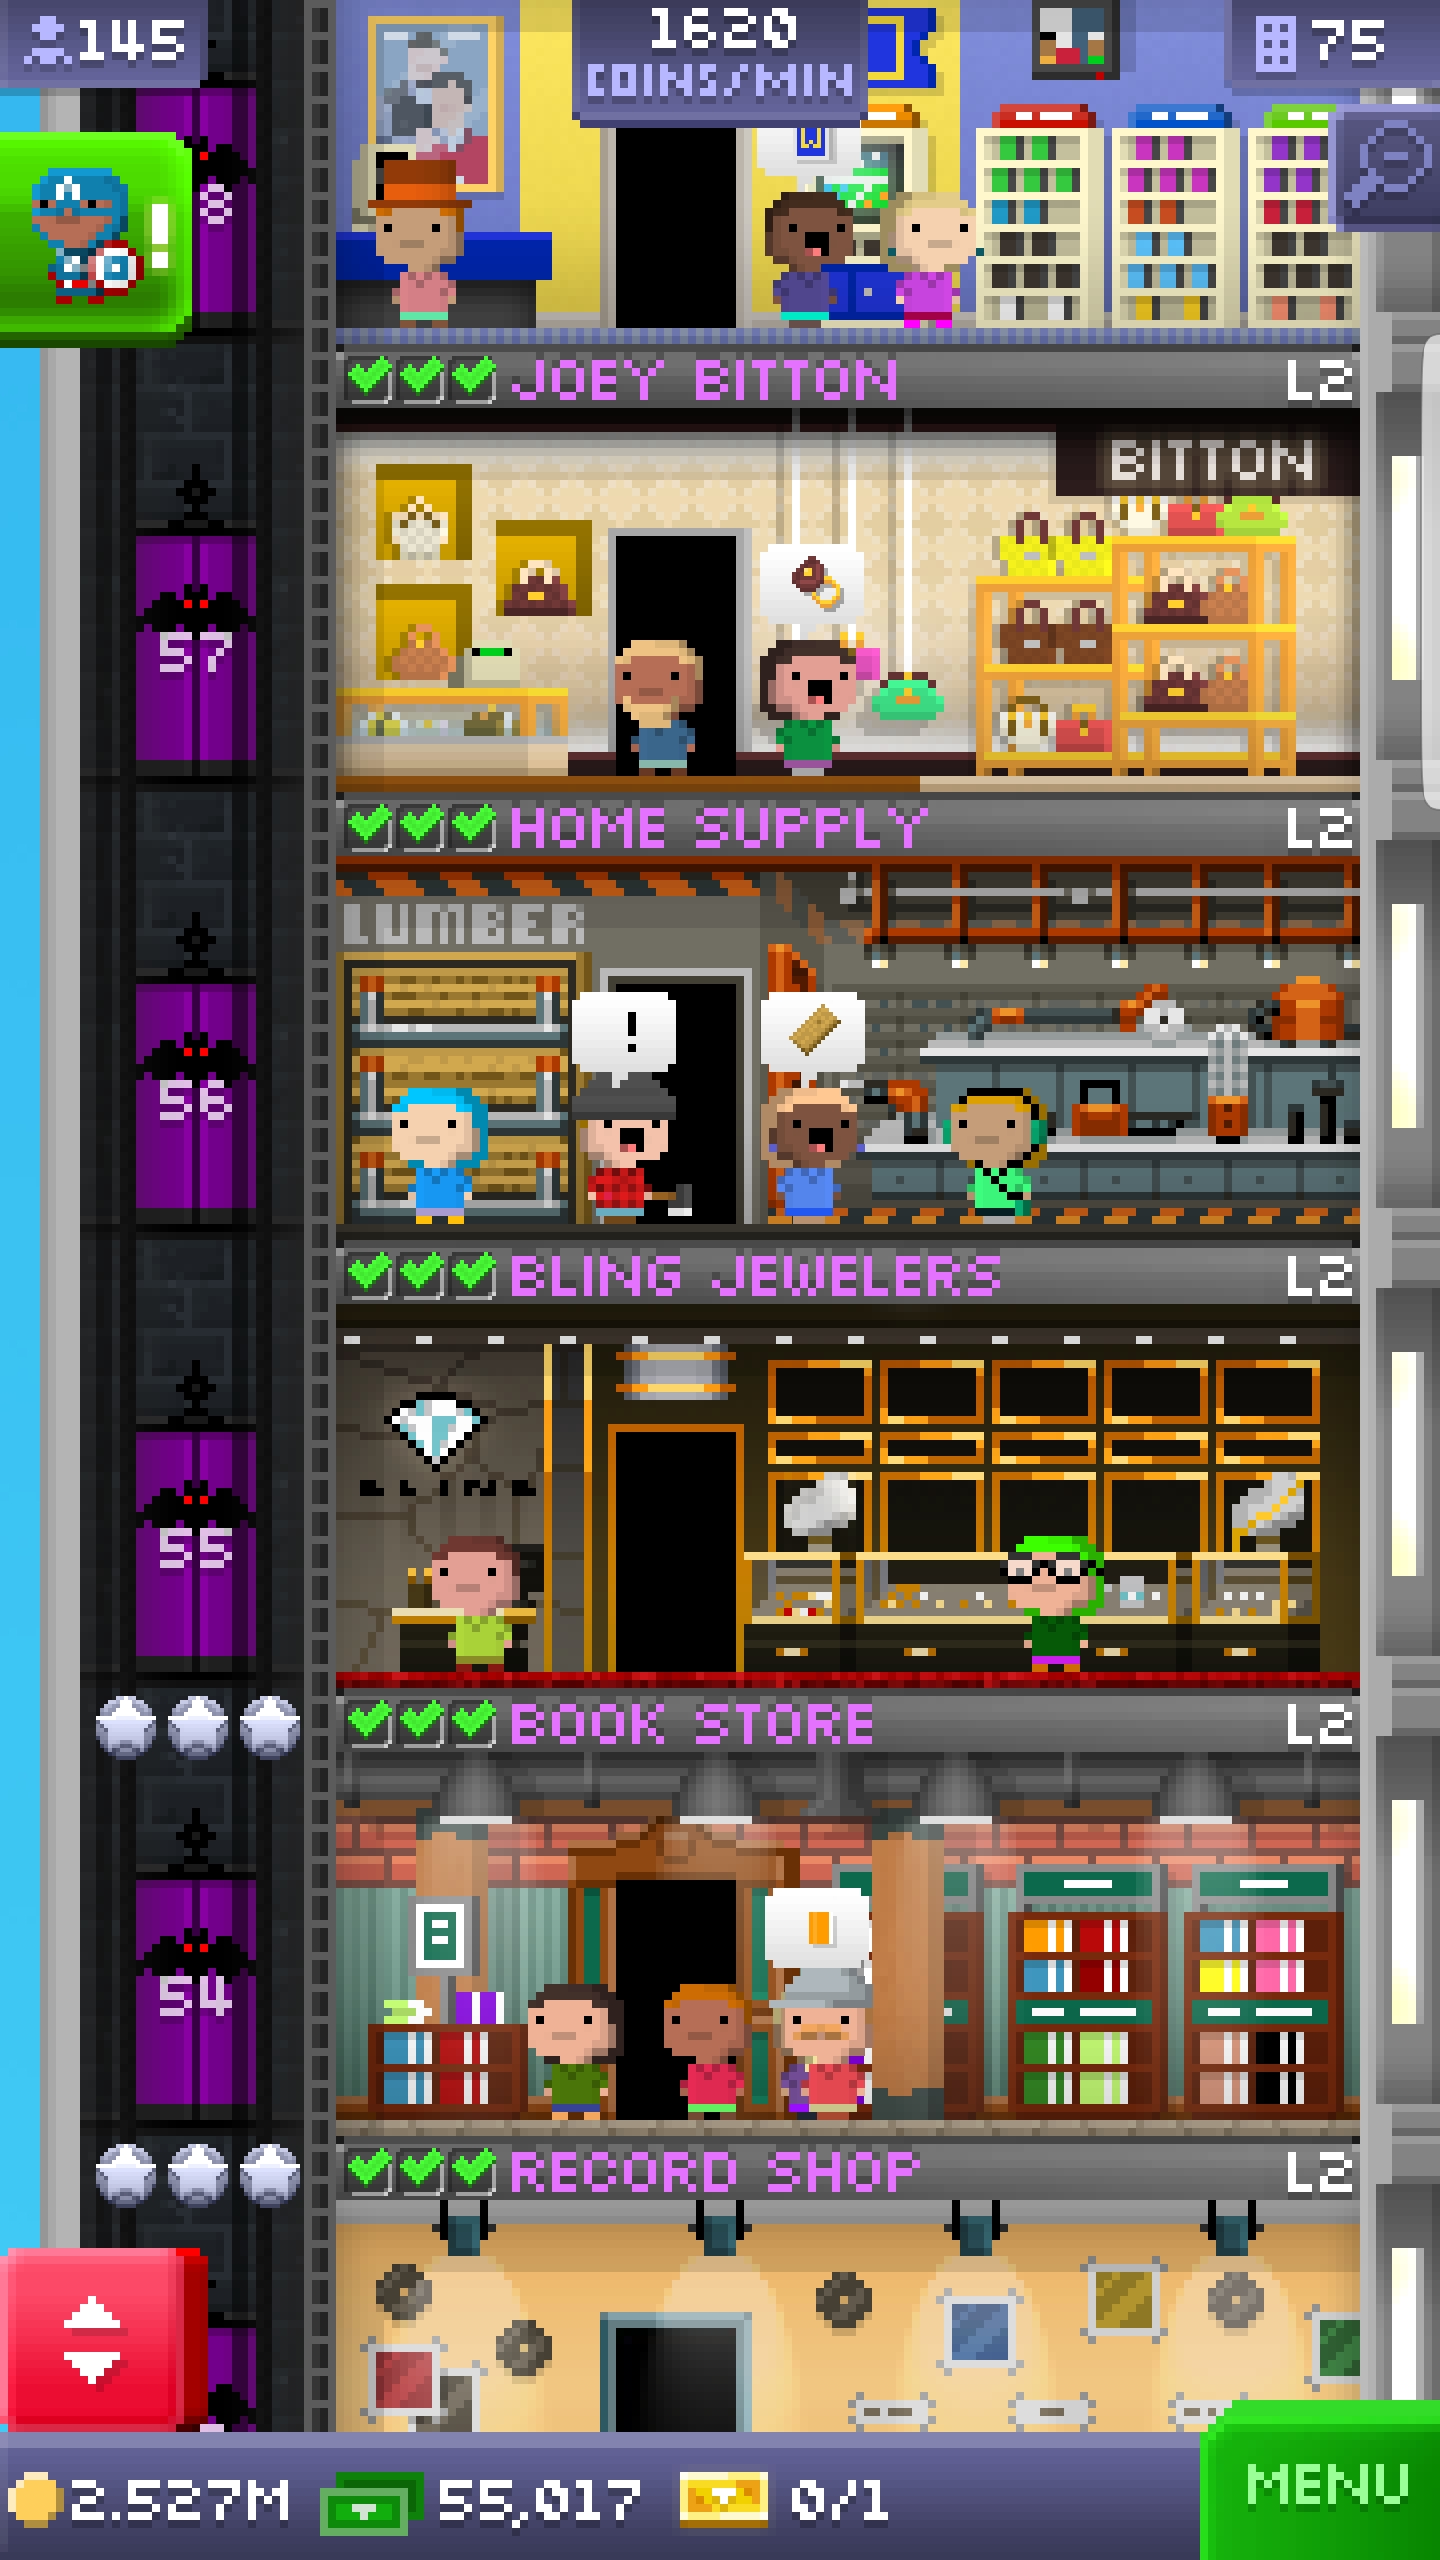 145
1620
COINS/MIN
75
W
8
!
JOEY BITTON
L2
BITTON
57
HOME SUPPLY
L2
LUMBER
!
56
BLING JEWELERS
L2
BLING
55
BOOK STORE
L2
54
RECORD SHOP
L2
2.527M
55,017
0/1
MENU